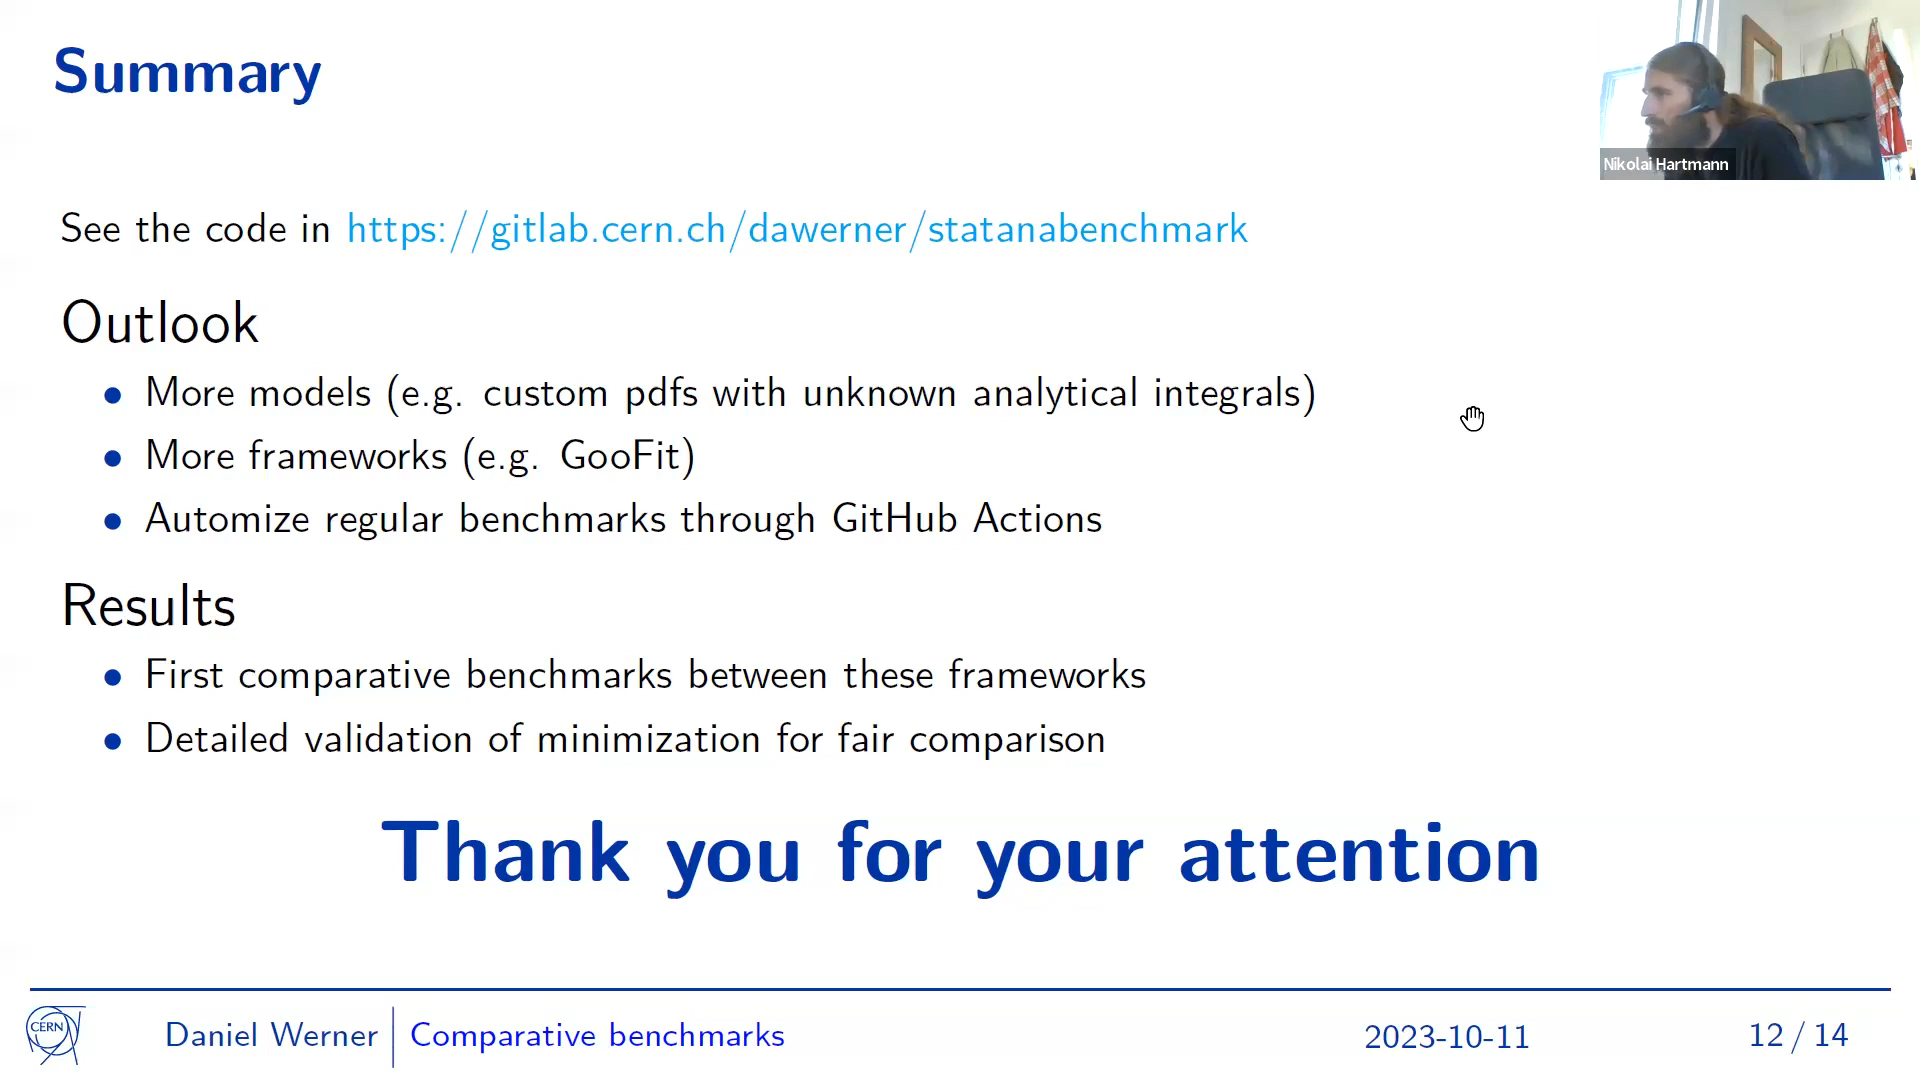 Summary
Nikolai Hartmann
See the code in https://gitlab.cern.ch/dawerner/statanabenchmark
Outlook
• More models (e.g. custom pdfs with unknown analytical integrals)
• More frameworks (e.g. GooFit)
• Automize regular benchmarks through GitHub Actions
Results
• First comparative benchmarks between these frameworks
• Detailed validation of minimization for fair comparison
Thank you for your attention
CERN Daniel Werner | Comparative benchmarks 2023-10-11 12 / 14